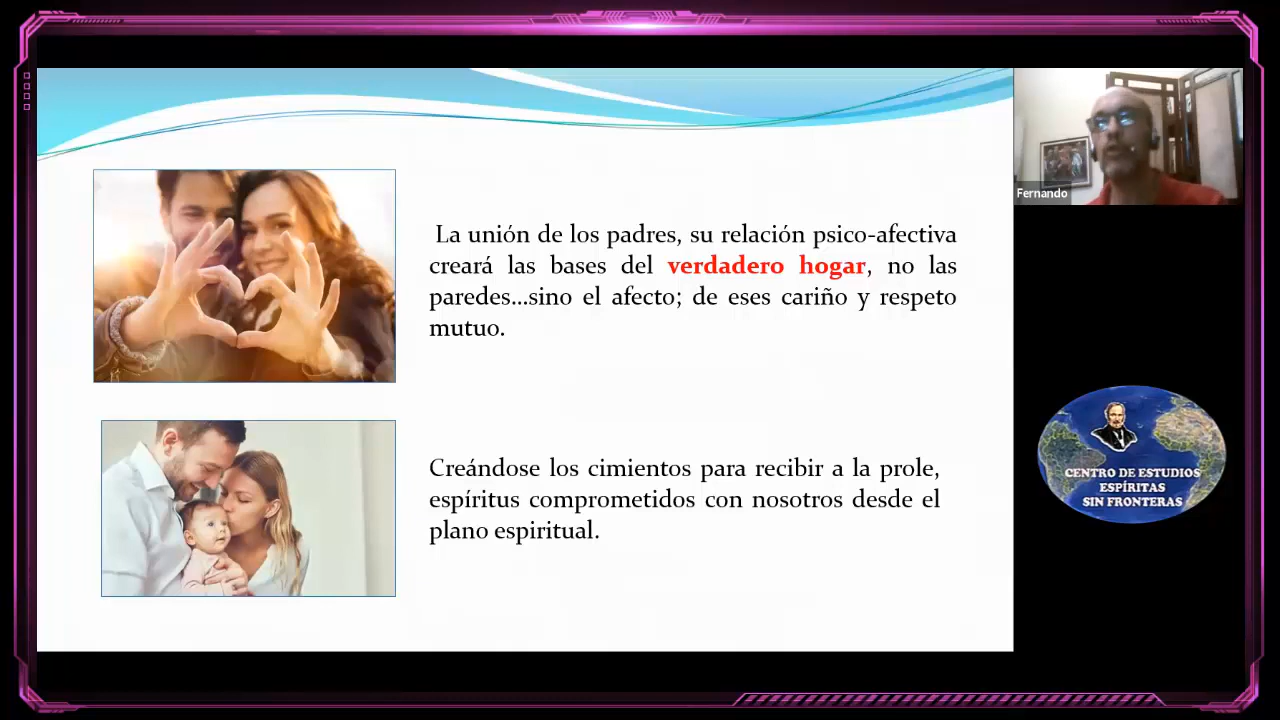 La unión de los padres, su relación psico-afectiva
creará las bases del verdadero hogar, no las
paredes...sino el afecto; de eses cariño y respeto
mutuo.
Creándose los cimientos para recibir a la prole,
espíritus comprometidos con nosotros desde el
plano espiritual.
Fernando
CENTRO DE ESTUDIOS
ESPÍRITAS
SIN FRONTERAS